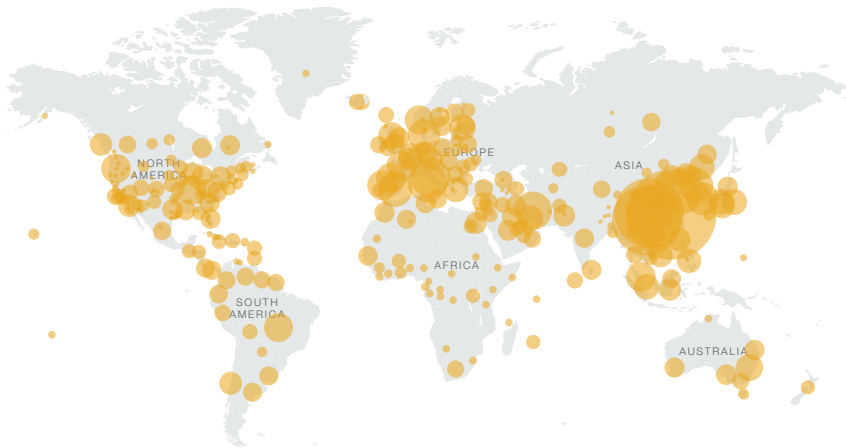 NORTH
AMERICA
EUROPE
ASIA
AFRICA
SOUTH
AMERICA
AUSTRALIA